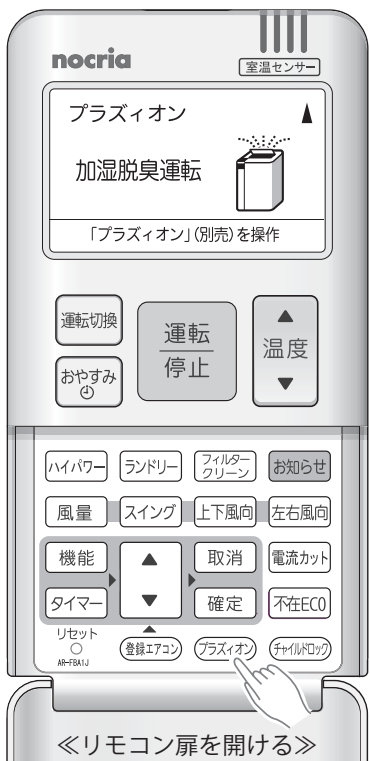 nocria
室温センサー
プラズィオン
加湿脱臭運転
「プラズィオン」(別売)を操作
運転切換
運転
停止
温度
おやすみ
ハイパワー
ランドリー
フィルター
クリーン
お知らせ
風量
スイング
上下風向
左右風向
機能
取消
電流カット
タイマー
確定
不在ECO
リセット
AR-FBA1J
登録エアコン
プラズィオン
チャイルドロック
≪リモコン扉を開ける≫